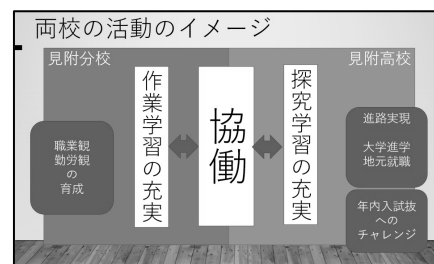 両校の活動のイメージ
見附分校
見附高校
職業観
勤労観
の
育成
作業学習の充実
協働
探究学習の充実
進路実現
大学進学
地元就職
年内入試抜
への
チャレンジ